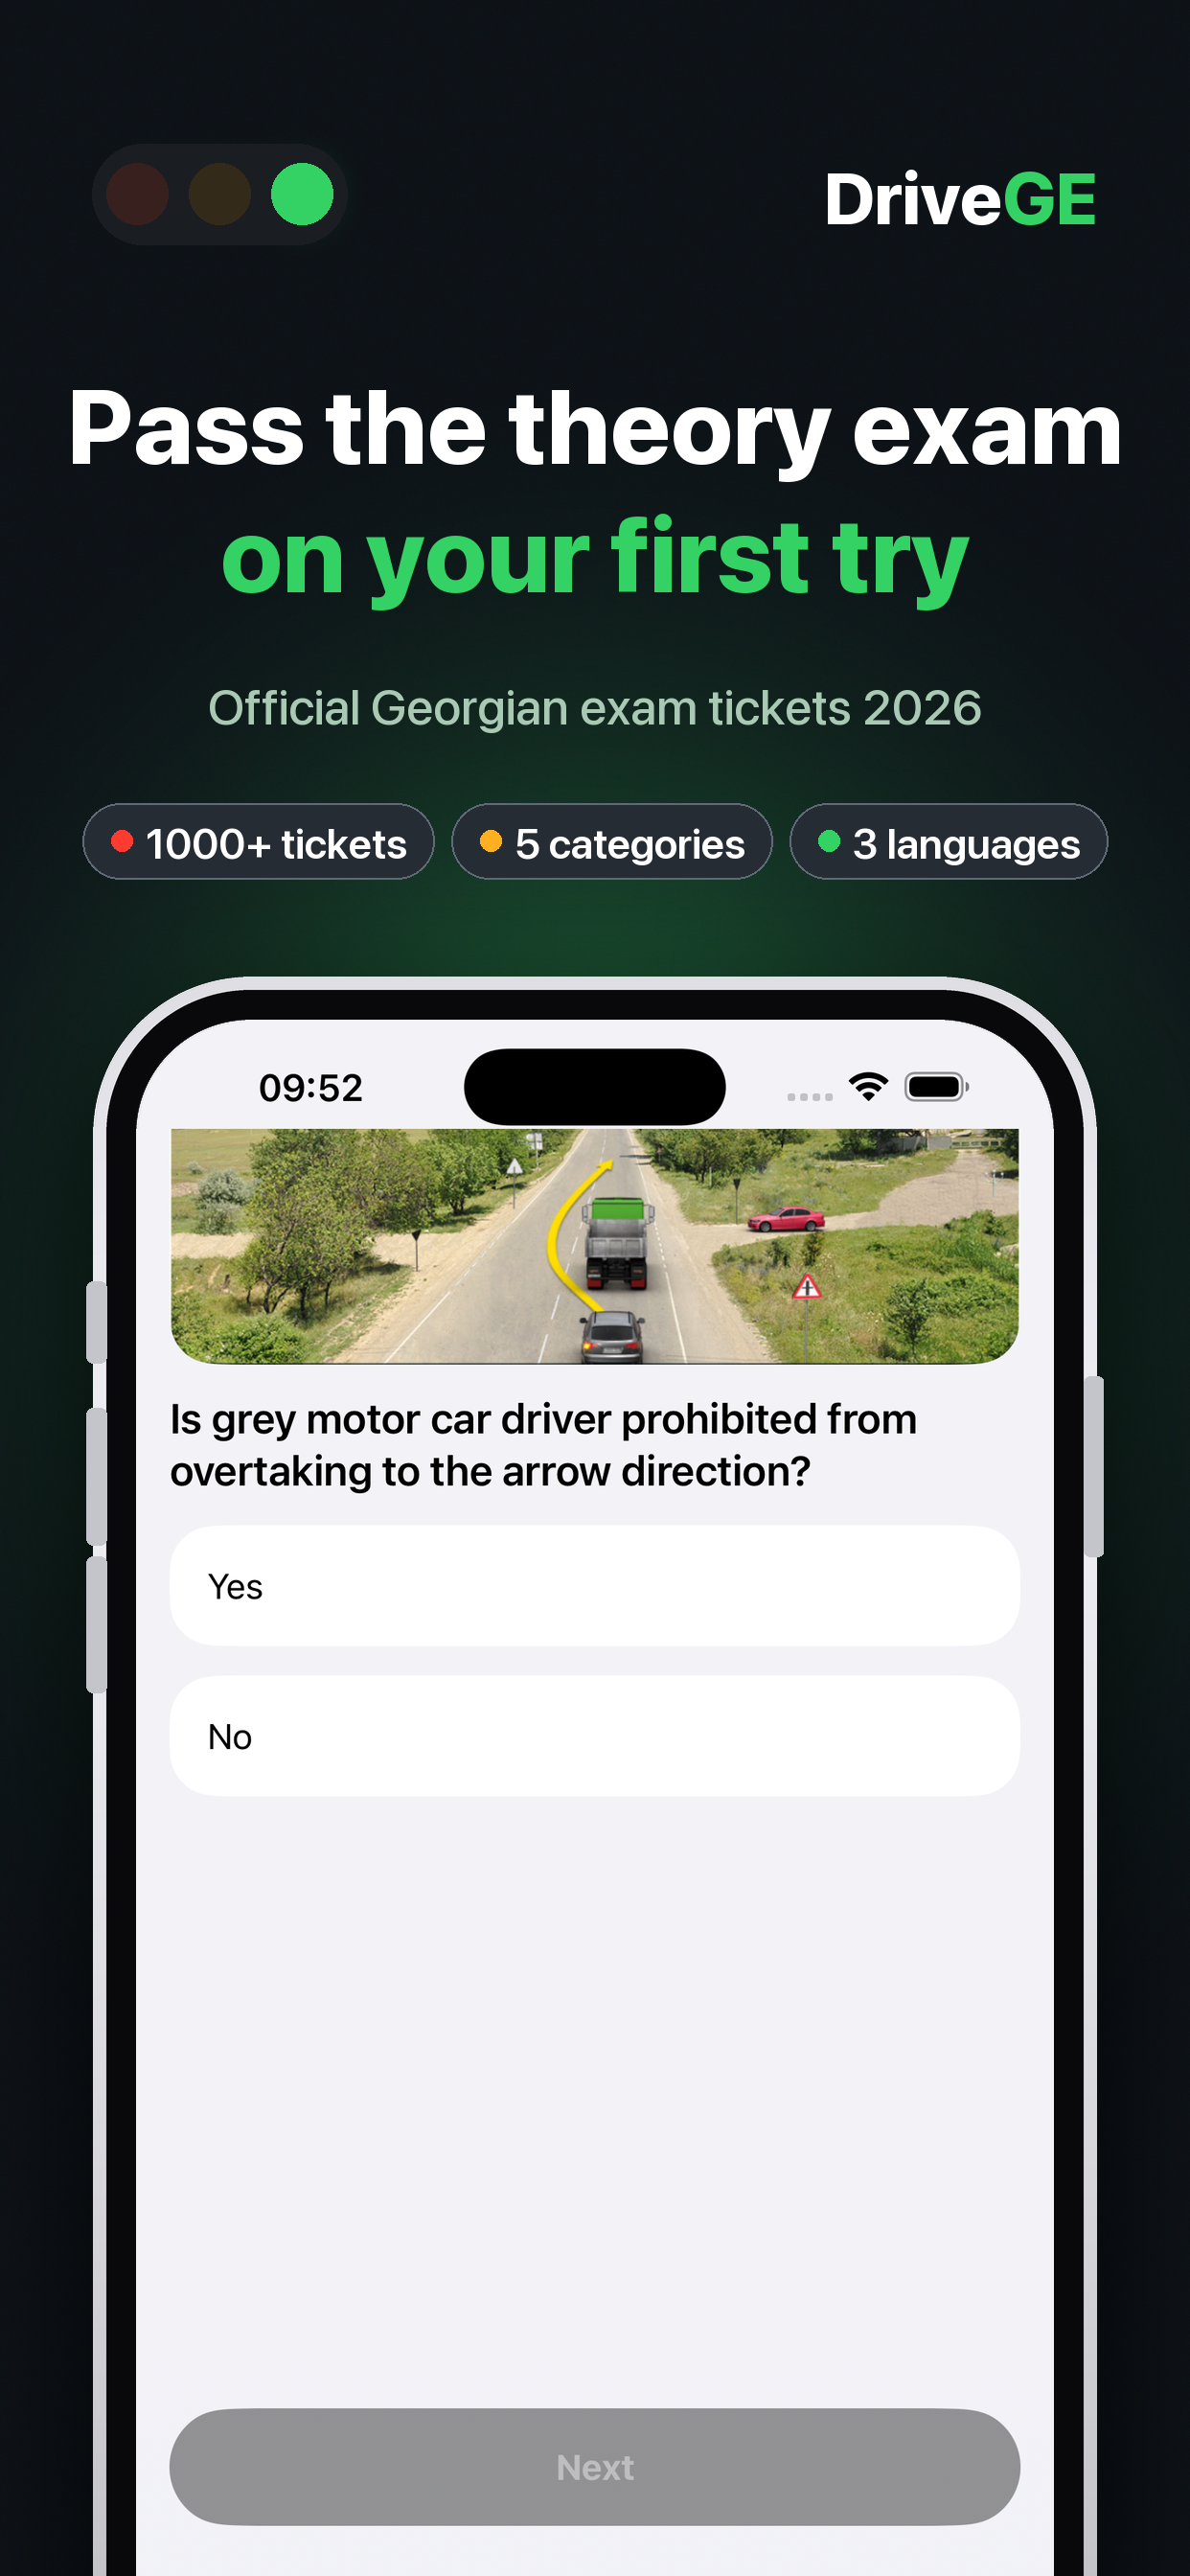 DriveGE
Pass the theory exam
on your first try
Official Georgian exam tickets 2026
1000+ tickets
5 categories
3 languages
09:52
Is grey motor car driver prohibited from
overtaking to the arrow direction?
Yes
No
Next